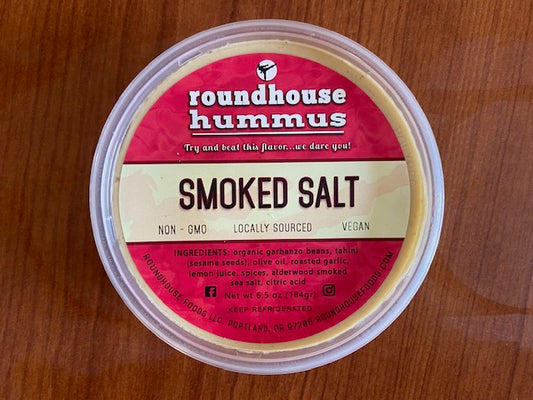 roundhouse
hummus
Try and beat this flavor...we dare you!
SMOKED SALT
NON - GMO LOCALLY SOURCED VEGAN
INGREDIENTS: organic garbanzo beans, tahini
(sesame seeds), olive oil, roasted garlic,
lemon juice, spices, alderwood smoked
sea salt, citric acid
Net wt 6.5 oz (184gr)
KEEP REFRIGERATED
ROUNDHOUSE FOODS LLC. PORTLAND, OR 97206 ROUNDHOUSEFOODS.COM